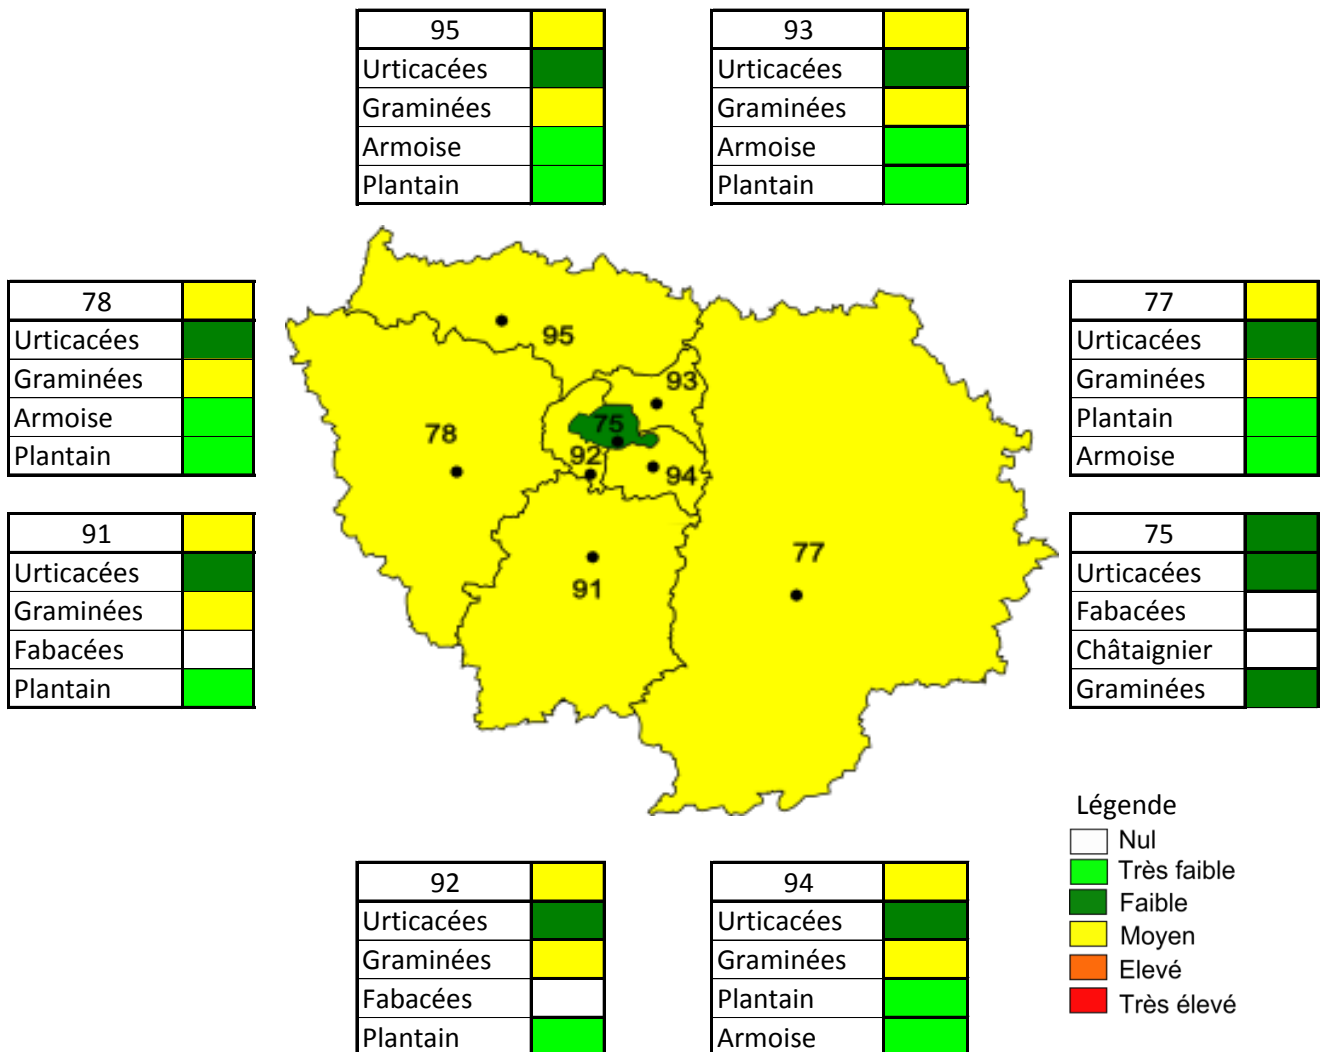 95
Urticacées
Graminées
Armoise
Plantain
93
Urticacées
Graminées
Armoise
Plantain
78
Urticacées
Graminées
Armoise
Plantain
77
Urticacées
Graminées
Plantain
Armoise
95
93
75
78
92
94
77
91
91
Urticacées
Graminées
Fabacées
Plantain
75
Urticacées
Fabacées
Châtaignier
Graminées
92
Urticacées
Graminées
Fabacées
Plantain
94
Urticacées
Graminées
Plantain
Armoise
Légende
Nul
Très faible
Faible
Moyen
Elevé
Très élevé